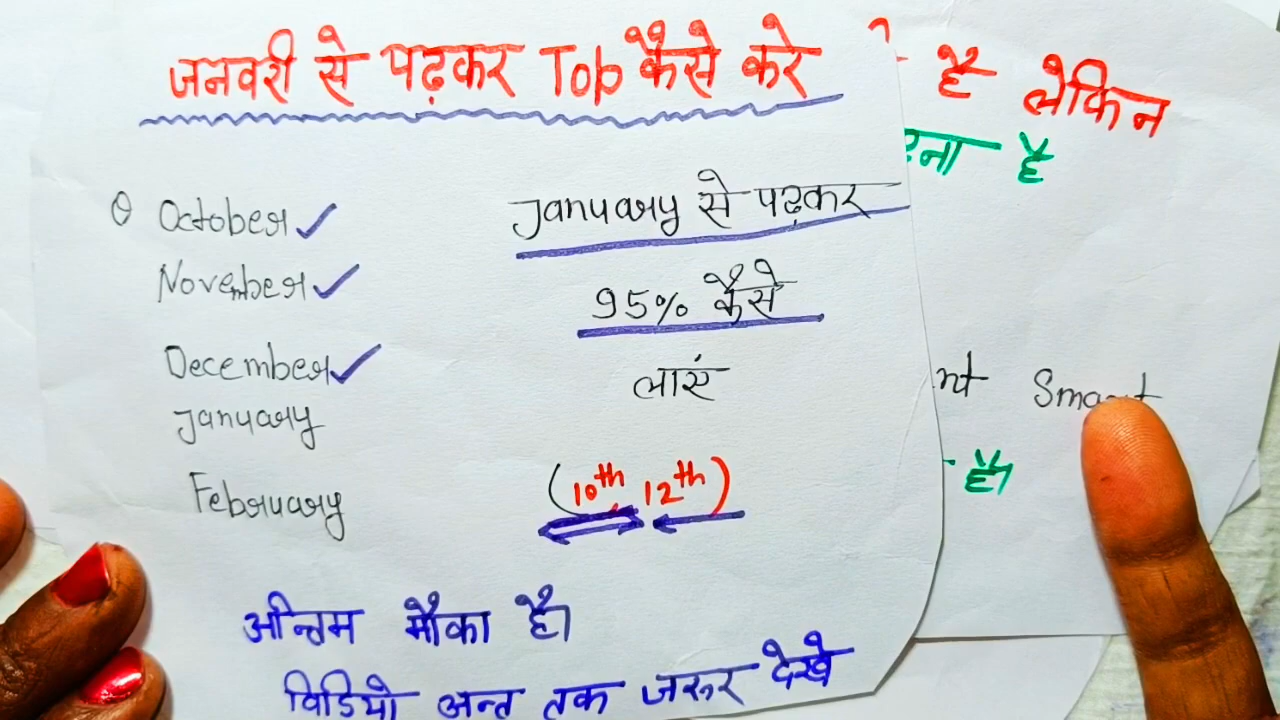 जनवरी से पढ़कर Top कैसे करे
October ✓
November ✓
December ✓
January
February
January से पढ़कर
95% कैसे
लाएं
(10th, 12th)
अन्तिम मौका है।
विडियो अन्त तक जरुर देखे
है लेकिन
है
Smart
है।